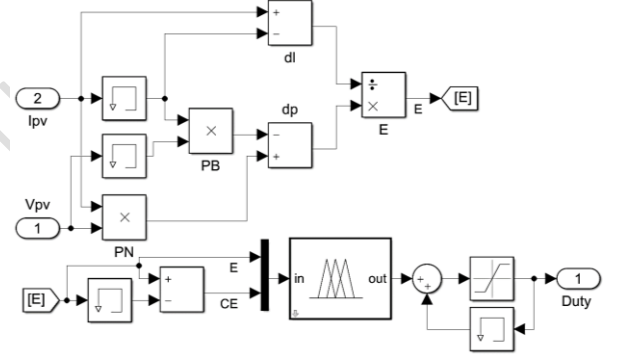 +
−
dI
2
Ipv
÷
×
E
E
[E]
dp
−
+
×
PB
Vpv
1
×
PN
[E]
+
−
E
CE
in
out
+
+
1
Duty